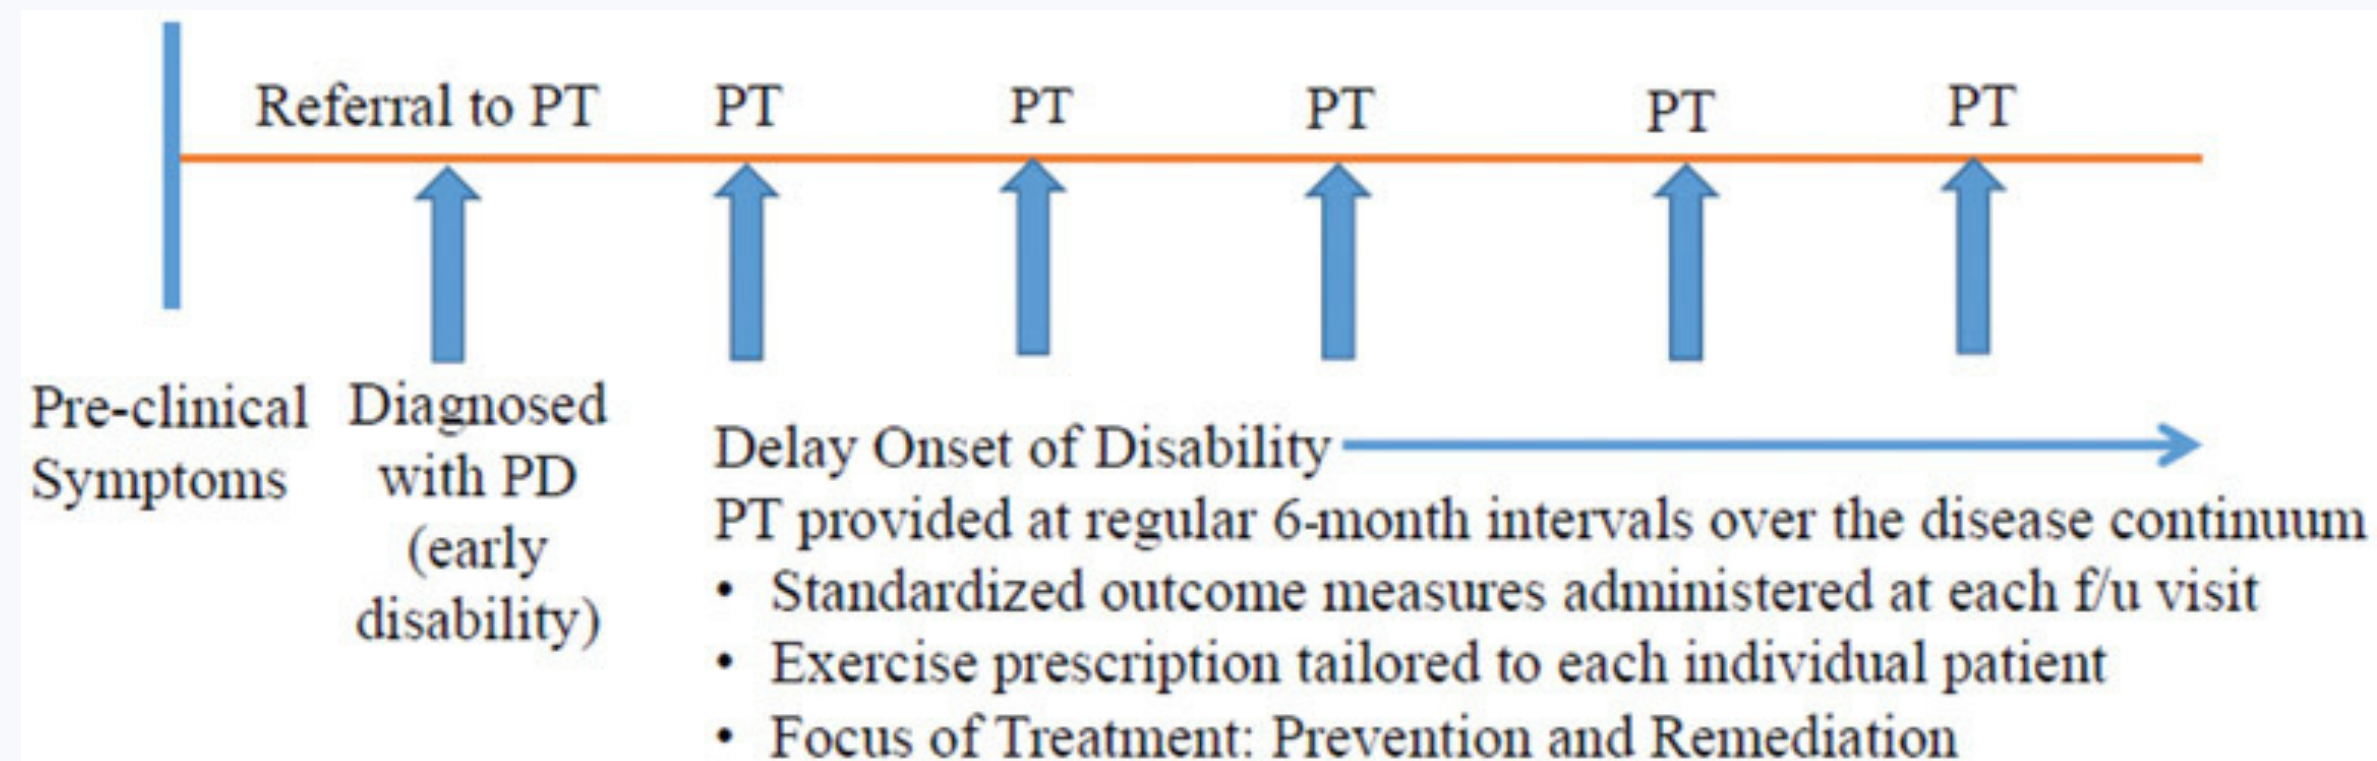 Referral to PT PT PT PT PT PT
Pre-clinical
Symptoms
Diagnosed
with PD
(early
disability)
Delay Onset of Disability
PT provided at regular 6-month intervals over the disease continuum
• Standardized outcome measures administered at each f/u visit
• Exercise prescription tailored to each individual patient
• Focus of Treatment: Prevention and Remediation